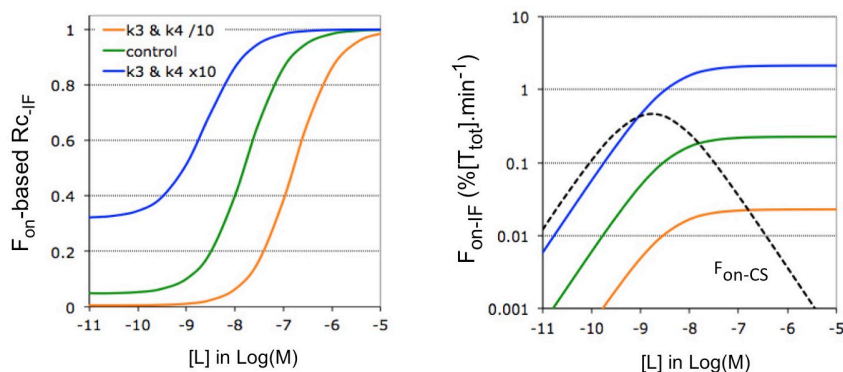 k3 & k4 /10
control
k3 & k4 x10
1
0.8
0.6
0.4
0.2
0
-11 -10 -9 -8 -7 -6 -5
[L] in Log(M)
Fon-based Rc-IF
10
1
0.1
0.01
0.001
-11 -10 -9 -8 -7 -6 -5
[L] in Log(M)
Fon-IF (%[Ttot].min-1)
Fon-CS